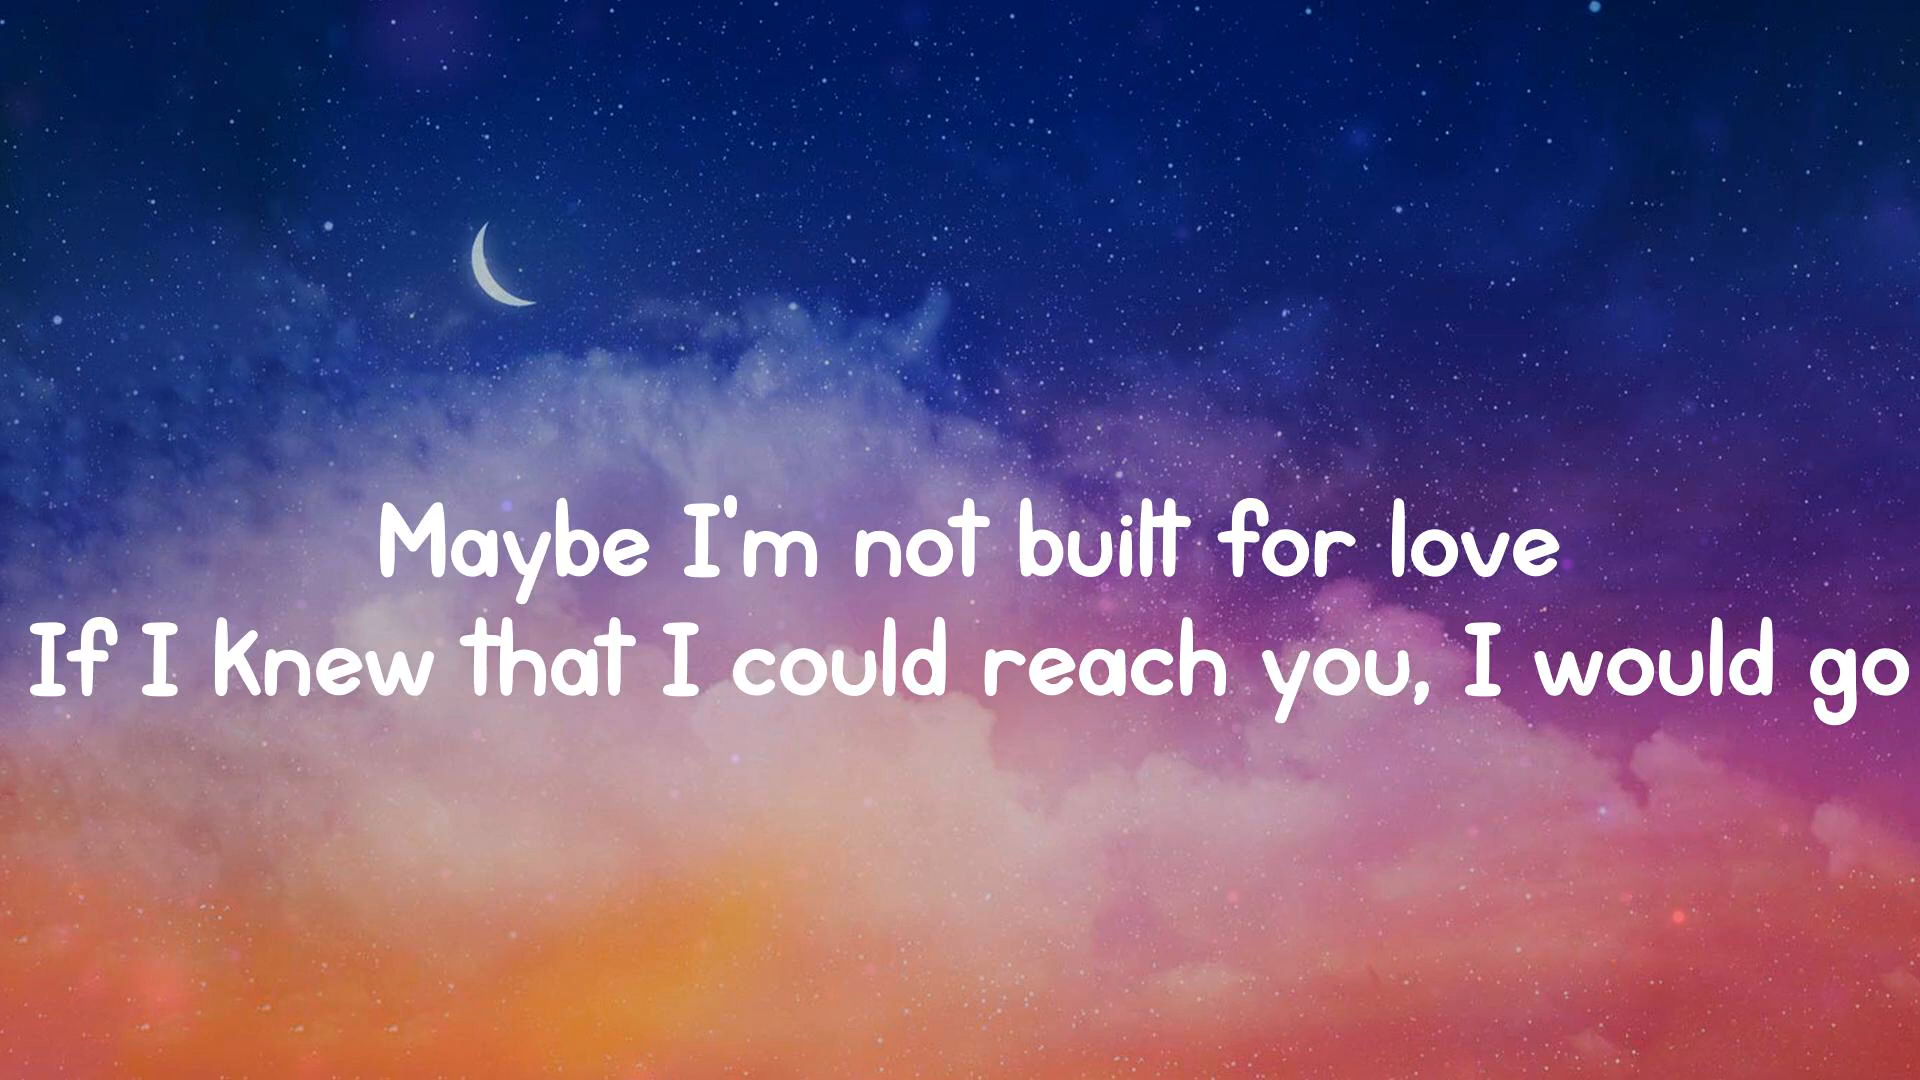 Maybe I'm not built for love
If I knew that I could reach you, I would go